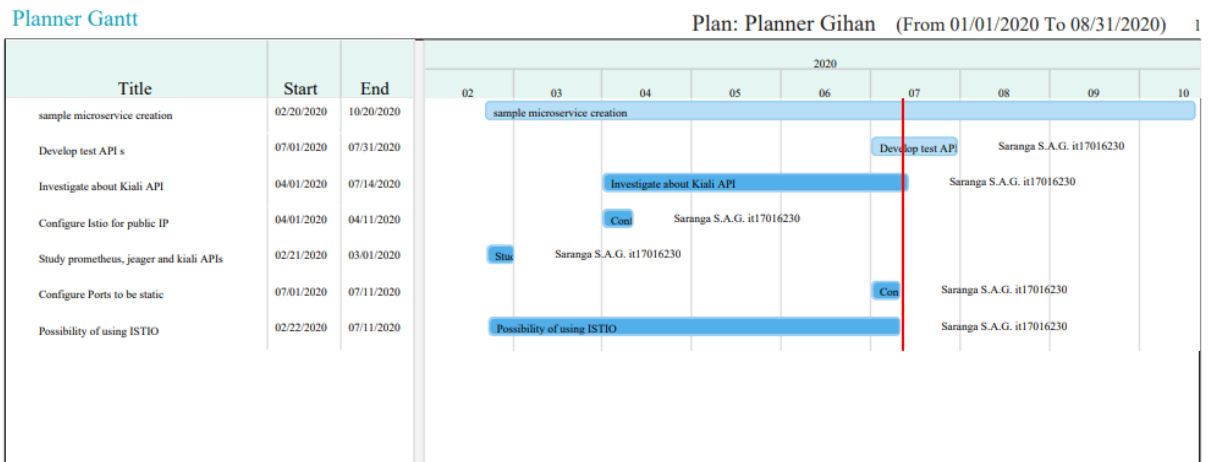 Planner Gantt
Plan: Planner Gihan (From 01/01/2020 To 08/31/2020) 1
2020
Title Start End 02 03 04 05 06 07 08 09 10
sample microservice creation 02/20/2020 10/20/2020 sample microservice creation
Develop test API s 07/01/2020 07/31/2020 Develop test API Saranga S.A.G. it17016230
Investigate about Kiali API 04/01/2020 07/14/2020 Investigate about Kiali API Saranga S.A.G. it17016230
Configure Istio for public IP 04/01/2020 04/11/2020 Conf Saranga S.A.G. it17016230
Study prometheus, jeager and kiali APIs 02/21/2020 03/01/2020 Stud Saranga S.A.G. it17016230
Configure Ports to be static 07/01/2020 07/11/2020 Con Saranga S.A.G. it17016230
Possibility of using ISTIO 02/22/2020 07/11/2020 Possibility of using ISTIO Saranga S.A.G. it17016230